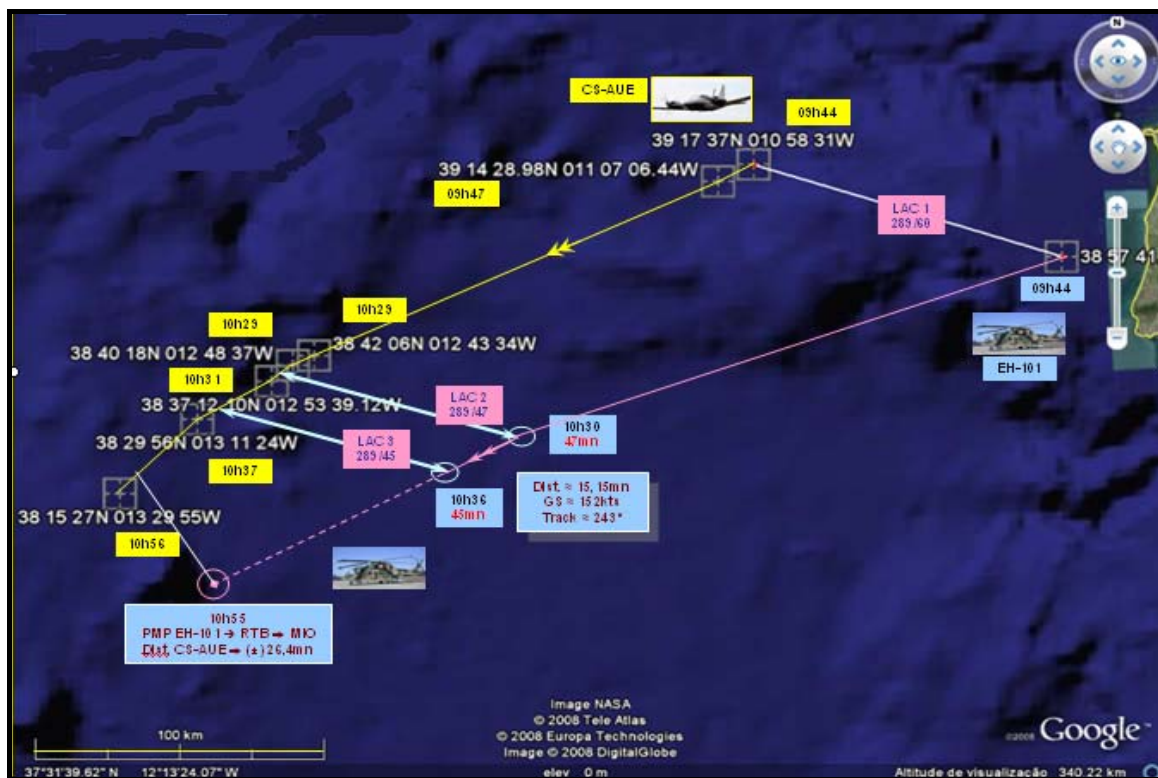 N
CS-AUE
09h44
39 17 37N 010 58 31W
39 14 28.98N 011 07 06.44W
09h47
LAC 1
289/60
38 57 41
09h44
EH-101
10h29
10h29
38 42 06N 012 43 34W
38 40 18N 012 48 37W
10h31
38 37 12.10N 012 53 39.12W
LAC 2
289/47
38 29 56N 013 11 24W
LAC 3
289/45
10h30
47mn
10h37
10h36
45mn
Dist. ≈ 15,15mn
GS ≈ 152kts
Track ≈ 243°
38 15 27N 013 29 55W
10h56
10h55
PMP EH-101 → RTB → MIO
Dist. CS-AUE → (±) 26,4mn
Image NASA
© 2008 Tele Atlas
© 2008 Europa Technologies
Image © 2008 DigitalGlobe
©2008 Google
100 km
37°31'39.62" N 12°13'24.07" W
elev 0 m
Altitude de visualização 340.22 km